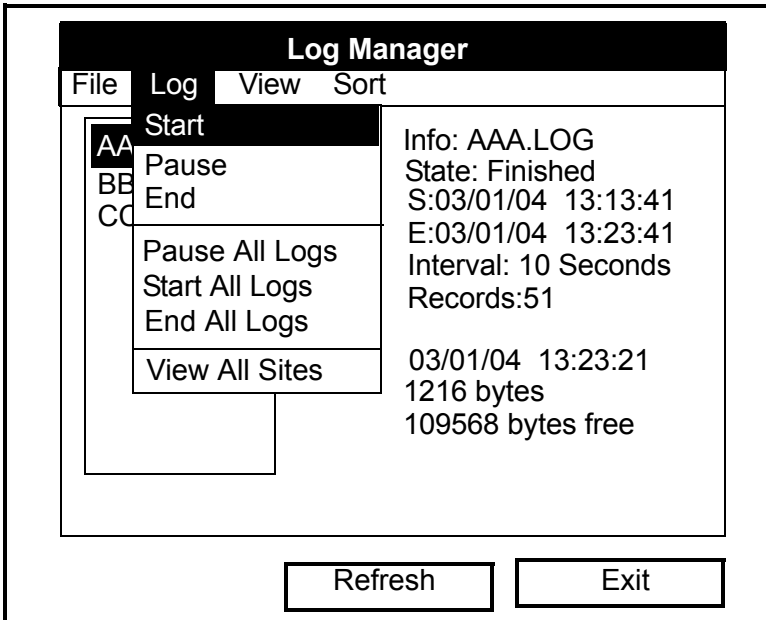 Log Manager
File Log View Sort
Start
Pause
End
Pause All Logs
Start All Logs
End All Logs
View All Sites
AA
BB
CC
Info: AAA.LOG
State: Finished
S:03/01/04 13:13:41
E:03/01/04 13:23:41
Interval: 10 Seconds
Records:51
03/01/04 13:23:21
1216 bytes
109568 bytes free
Refresh
Exit